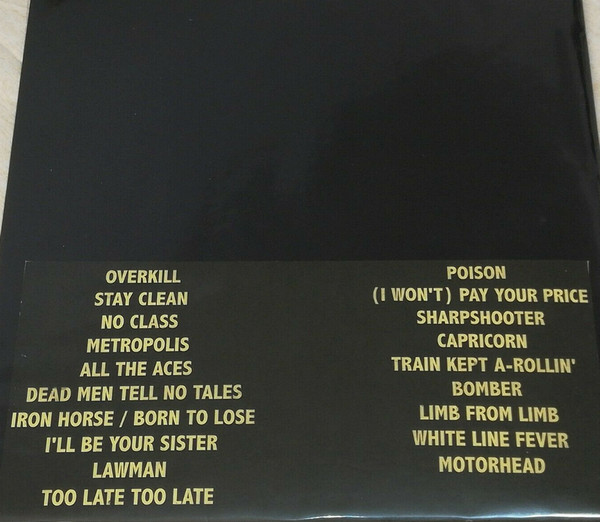 OVERKILL
STAY CLEAN
NO CLASS
METROPOLIS
ALL THE ACES
DEAD MEN TELL NO TALES
IRON HORSE / BORN TO LOSE
I'LL BE YOUR SISTER
LAWMAN
TOO LATE TOO LATE
POISON
(I WON'T) PAY YOUR PRICE
SHARPSHOOTER
CAPRICORN
TRAIN KEPT A-ROLLIN'
BOMBER
LIMB FROM LIMB
WHITE LINE FEVER
MOTORHEAD